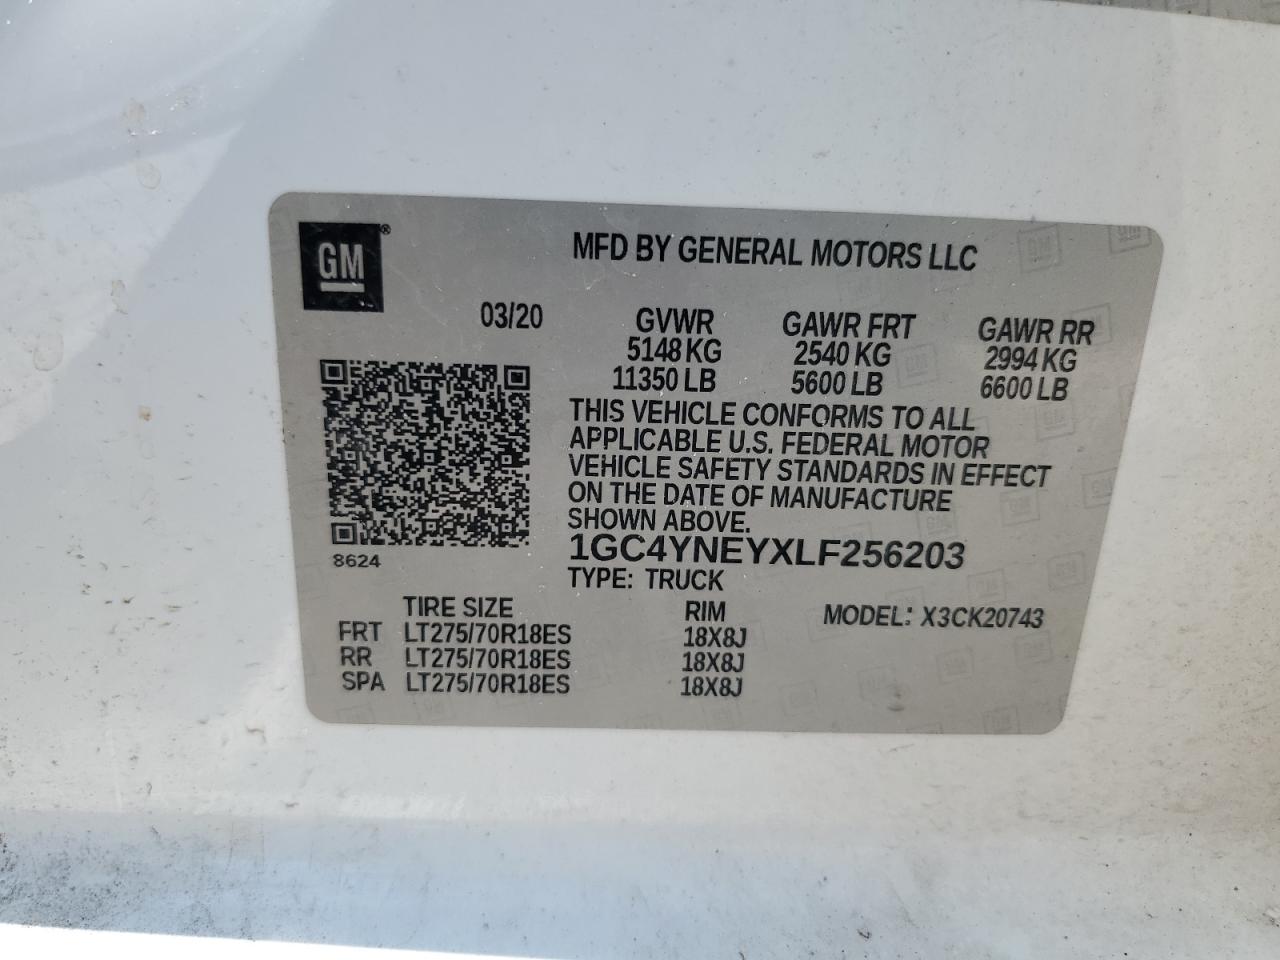 GM®
MFD BY GENERAL MOTORS LLC
03/20
GVWR GAWR FRT GAWR RR
5148 KG 2540 KG 2994 KG
11350 LB 5600 LB 6600 LB
THIS VEHICLE CONFORMS TO ALL
APPLICABLE U.S. FEDERAL MOTOR
VEHICLE SAFETY STANDARDS IN EFFECT
ON THE DATE OF MANUFACTURE
SHOWN ABOVE.
8624
1GC4YNEYXLF256203
TYPE: TRUCK
TIRE SIZE RIM MODEL: X3CK20743
FRT LT275/70R18ES 18X8J
RR LT275/70R18ES 18X8J
SPA LT275/70R18ES 18X8J